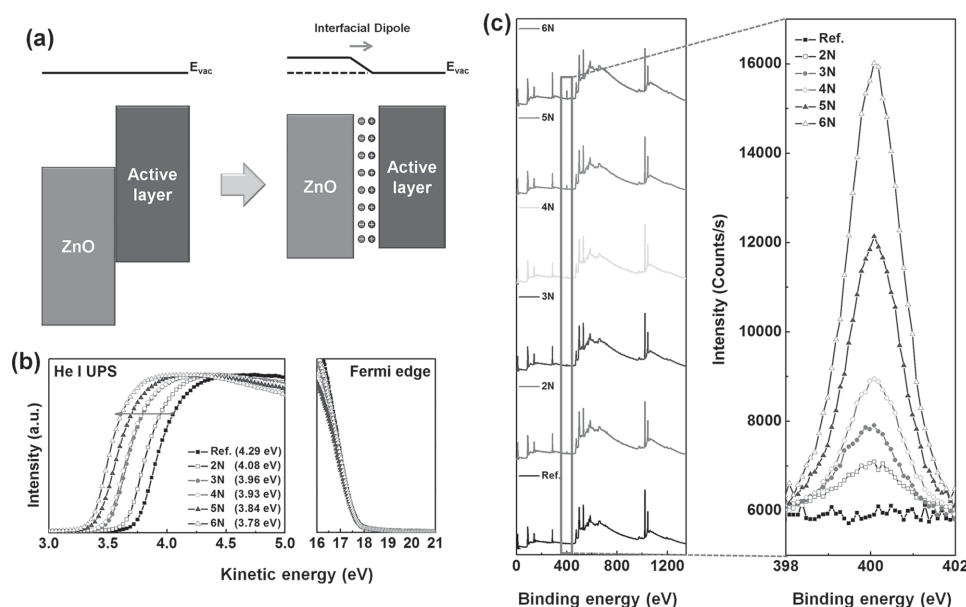 (a)
Interfacial Dipole
Evac
Evac
ZnO
Active
layer
ZnO
Active
layer
(b)
He I UPS
Fermi edge
Intensity (a.u.)
Ref. (4.29 eV)
2N (4.08 eV)
3N (3.96 eV)
4N (3.93 eV)
5N (3.84 eV)
6N (3.78 eV)
3.0 3.5 4.0 4.5 5.0
16 17 18 19 20 21
Kinetic energy (eV)
(c)
6N
5N
4N
3N
2N
Ref.
0 400 800 1200
Binding energy (eV)
Intensity (Counts/s)
16000
14000
12000
10000
8000
6000
Ref.
2N
3N
4N
5N
6N
398 400 402
Binding energy (eV)